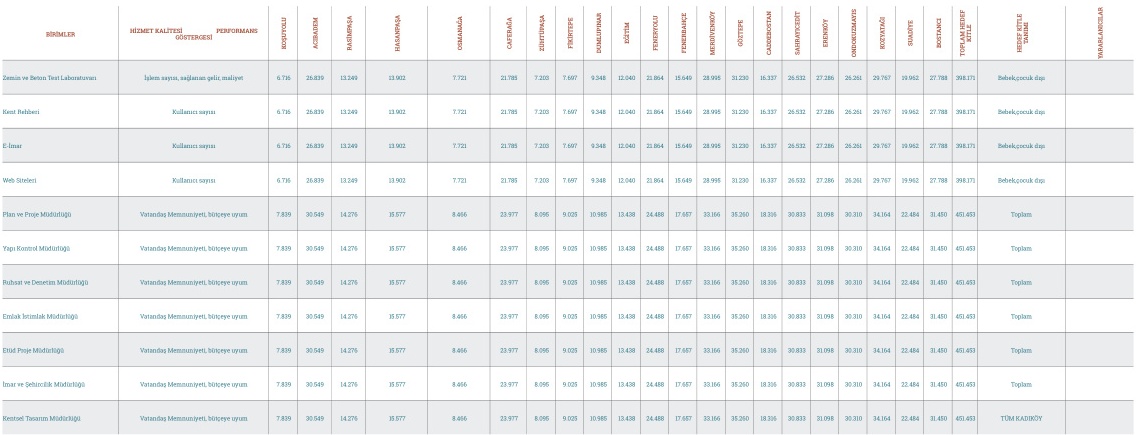 BİRİMLER HİZMET KALİTESİ PERFORMANS GÖSTERGESİ KOŞUYOLU ACIBADEM RASİMPAŞA HASANPAŞA OSMANAĞA CAFERAĞA ZÜHTÜPAŞA FİKİRTEPE DUMLUPINAR EĞİTİM FENERYOLU FENERBAHÇE MERDİVENKÖY GÖZTEPE CADDEBOSTAN SAHRAYICEDİT ERENKÖY ONDOKUZMAYIS KOZYATAĞI SUADİYE BOSTANCI TOPLAM HEDEF KİTLE HEDEF KİTLE TANIMI YARARLANICILAR
Zemin ve Beton Test Laboratuvarı İşlem sayısı, sağlanan gelir, maliyet 6.716 26.839 13.249 13.902 7.721 21.785 7.203 7.697 9.348 12.040 21.864 15.649 28.995 31.230 16.337 26.532 27.286 26.261 29.767 19.962 27.788 398.171 Bebek,çocuk dışı
Kent Rehberi Kullanıcı sayısı 6.716 26.839 13.249 13.902 7.721 21.785 7.203 7.697 9.348 12.040 21.864 15.649 28.995 31.230 16.337 26.532 27.286 26.261 29.767 19.962 27.788 398.171 Bebek,çocuk dışı
E-İmar Kullanıcı sayısı 6.716 26.839 13.249 13.902 7.721 21.785 7.203 7.697 9.348 12.040 21.864 15.649 28.995 31.230 16.337 26.532 27.286 26.261 29.767 19.962 27.788 398.171 Bebek,çocuk dışı
Web Siteleri Kullanıcı sayısı 6.716 26.839 13.249 13.902 7.721 21.785 7.203 7.697 9.348 12.040 21.864 15.649 28.995 31.230 16.337 26.532 27.286 26.261 29.767 19.962 27.788 398.171 Bebek,çocuk dışı
Plan ve Proje Müdürlüğü Vatandaş Memnuniyeti, bütçeye uyum 7.839 30.549 14.276 15.577 8.466 23.977 8.095 9.025 10.985 13.438 24.488 17.657 33.166 35.260 18.316 30.833 31.098 30.310 34.164 22.484 31.450 451.453 Toplam
Yapı Kontrol Müdürlüğü Vatandaş Memnuniyeti, bütçeye uyum 7.839 30.549 14.276 15.577 8.466 23.977 8.095 9.025 10.985 13.438 24.488 17.657 33.166 35.260 18.316 30.833 31.098 30.310 34.164 22.484 31.450 451.453 Toplam
Ruhsat ve Denetim Müdürlüğü Vatandaş Memnuniyeti, bütçeye uyum 7.839 30.549 14.276 15.577 8.466 23.977 8.095 9.025 10.985 13.438 24.488 17.657 33.166 35.260 18.316 30.833 31.098 30.310 34.164 22.484 31.450 451.453 Toplam
Emlak İstimlak Müdürlüğü Vatandaş Memnuniyeti, bütçeye uyum 7.839 30.549 14.276 15.577 8.466 23.977 8.095 9.025 10.985 13.438 24.488 17.657 33.166 35.260 18.316 30.833 31.098 30.310 34.164 22.484 31.450 451.453 Toplam
Etüd Proje Müdürlüğü Vatandaş Memnuniyeti, bütçeye uyum 7.839 30.549 14.276 15.577 8.466 23.977 8.095 9.025 10.985 13.438 24.488 17.657 33.166 35.260 18.316 30.833 31.098 30.310 34.164 22.484 31.450 451.453 Toplam
İmar ve Şehircilik Müdürlüğü Vatandaş Memnuniyeti, bütçeye uyum 7.839 30.549 14.276 15.577 8.466 23.977 8.095 9.025 10.985 13.438 24.488 17.657 33.166 35.260 18.316 30.833 31.098 30.310 34.164 22.484 31.450 451.453 Toplam
Kentsel Tasarım Müdürlüğü Vatandaş Memnuniyeti, bütçeye uyum 7.839 30.549 14.276 15.577 8.466 23.977 8.095 9.025 10.985 13.438 24.488 17.657 33.166 35.260 18.316 30.833 31.098 30.310 34.164 22.484 31.450 451.453 TÜM KADIKÖY